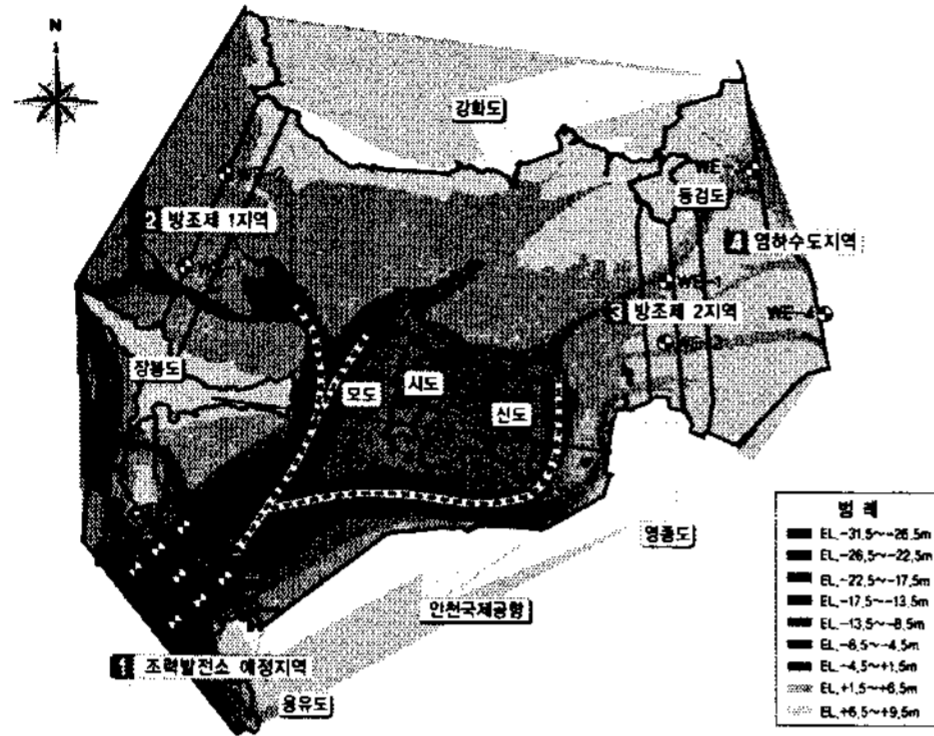 N
강화도
동검도
2 방조제 1지역
4 염하수도지역
WE-1
3 방조제 2지역
WE-4
WE-2
장봉도
모도
시도
신도
영종도
인천국제공항
1 조력발전소 예정지역
용유도
범 례
EL.-31.5~-26.5m
EL.-26.5~-22.5m
EL.-22.5~-17.5m
EL.-17.5~-13.5m
EL.-13.5~-8.5m
EL.-8.5~-4.5m
EL.-4.5~+1.5m
EL.+1.5~+6.5m
EL.+6.5~+9.5m